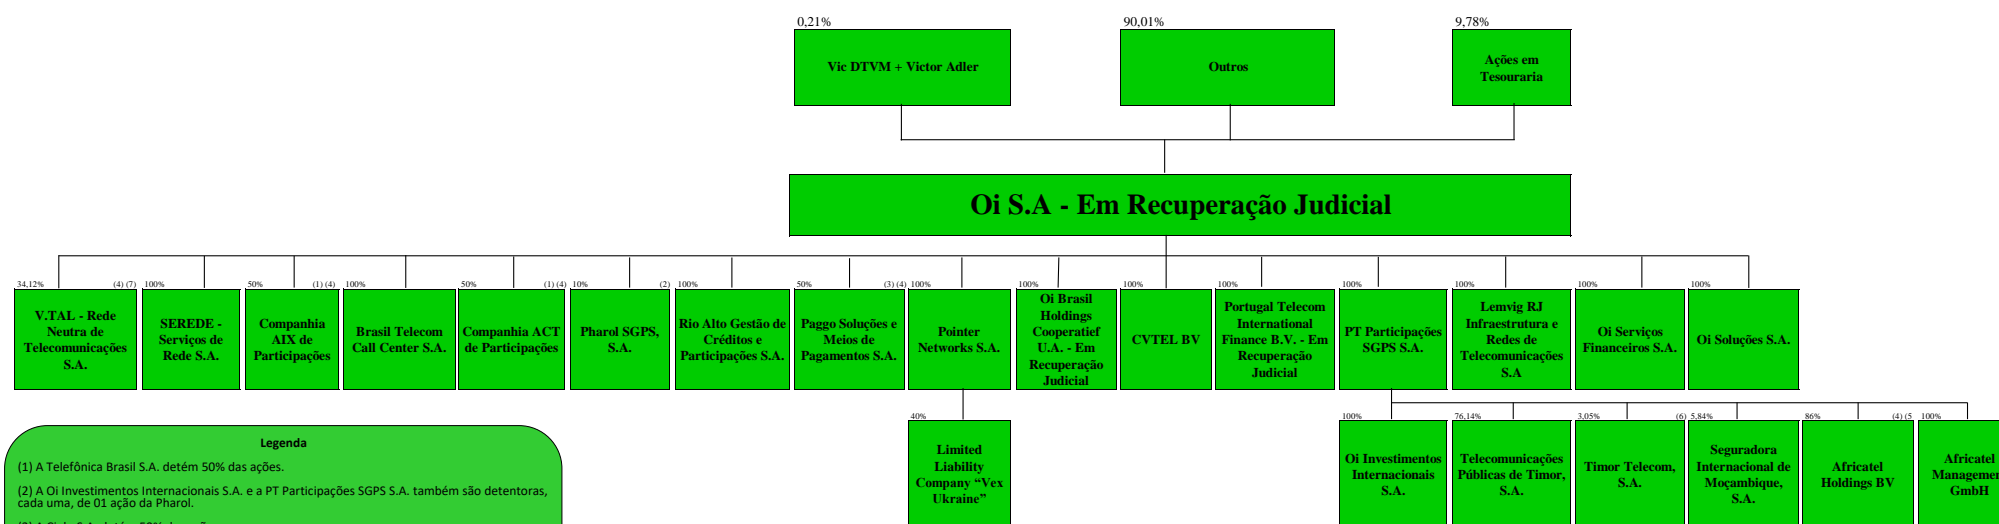 0,21%
90,01%
9,78%
Vic DTVM + Victor Adler
Outros
Ações em
Tesouraria
Oi S.A - Em Recuperação Judicial
34,12%
(4) (7)
100%
50%
(1) (4)
100%
50%
(1) (4)
10%
(2)
100%
50%
(3) (4)
100%
100%
100%
100%
100%
100%
100%
100%
V.TAL - Rede
Neutra de
Telecomunicações
S.A.
SEREDE -
Serviços de
Rede S.A.
Companhia
AIX de
Participações
Brasil Telecom
Call Center S.A.
Companhia ACT
de Participações
Pharol SGPS,
S.A.
Rio Alto Gestão de
Créditos e
Participações S.A.
Paggo Soluções e
Meios de
Pagamentos S.A.
Pointer
Networks S.A.
Oi Brasil
Holdings
Cooperatief
U.A. - Em
Recuperação
Judicial
CVTEL BV
Portugal Telecom
International
Finance B.V. - Em
Recuperação
Judicial
PT Participações
SGPS S.A.
Lemvig RJ
Infraestrutura e
Redes de
Telecomunicações
S.A
Oi Serviços
Financeiros S.A.
Oi Soluções S.A.
40%
Limited
Liability
Company “Vex
Ukraine”
100%
76,14%
3,05%
(6)
5,84%
86%
(4) (5
100%
Oi Investimentos
Internacionais
S.A.
Telecomunicações
Públicas de Timor,
S.A.
Timor Telecom,
S.A.
Seguradora
Internacional de
Moçambique,
S.A.
Africatel
Holdings BV
Africatel
Managemen
GmbH
Legenda
(1) A Telefônica Brasil S.A. detém 50% das ações.
(2) A Oi Investimentos Internacionais S.A. e a PT Participações SGPS S.A. também são detentoras,
cada uma, de 01 ação da Pharol.